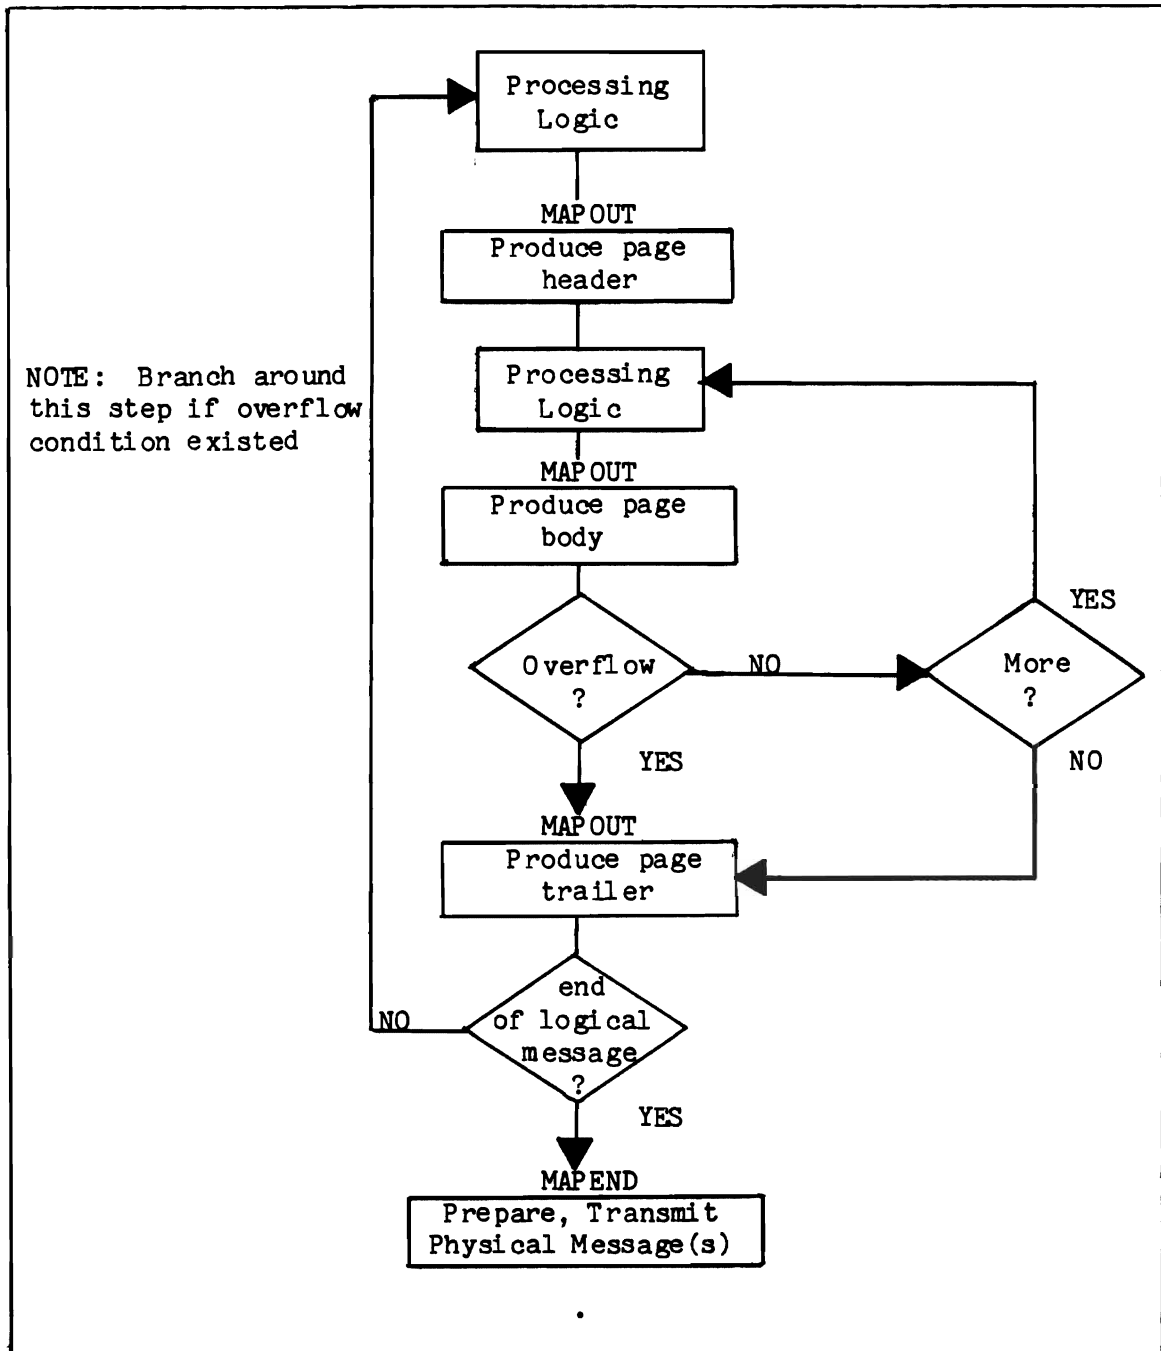 Processing
Logic
MAPOUT
Produce page
header
NOTE: Branch around
this step if overflow
condition existed
Processing
Logic
MAPOUT
Produce page
body
Overflow
?
NO
More
?
YES
NO
YES
MAPOUT
Produce page
trailer
end
of logical
message
?
NO
YES
MAPEND
Prepare, Transmit
Physical Message(s)
.